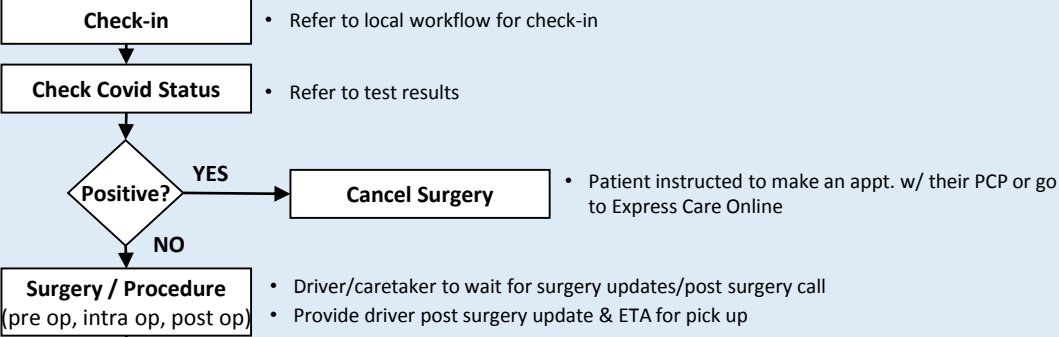 Check-in
• Refer to local workflow for check-in
Check Covid Status
• Refer to test results
Positive?
YES
Cancel Surgery
• Patient instructed to make an appt. w/ their PCP or go
to Express Care Online
NO
Surgery / Procedure
(pre op, intra op, post op)
• Driver/caretaker to wait for surgery updates/post surgery call
• Provide driver post surgery update & ETA for pick up